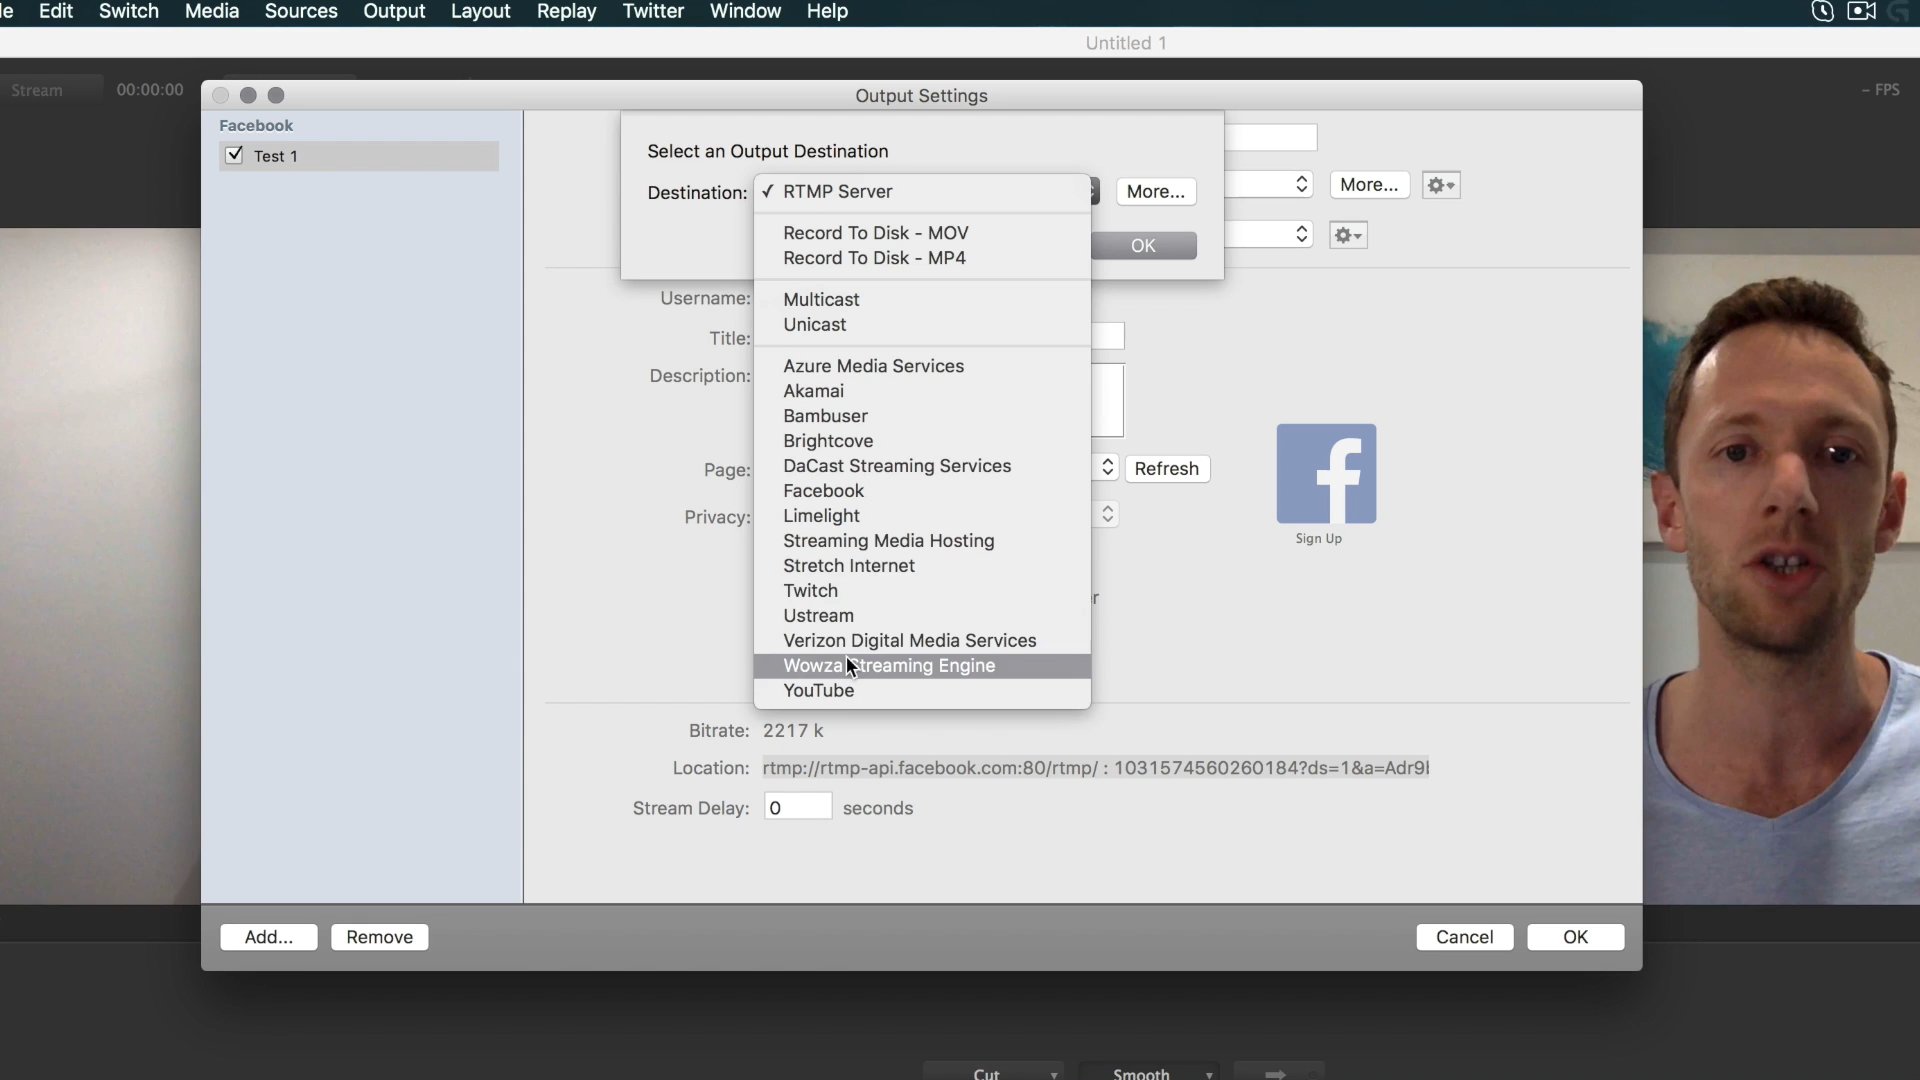 le Edit Switch Media Sources Output Layout Replay Twitter Window Help
Untitled 1
Stream 00:00:00
– FPS
Output Settings
Facebook
Test 1
Select an Output Destination
Destination: ✓ RTMP Server More... More...
Record To Disk - MOV
Record To Disk - MP4
OK
Multicast
Unicast
Azure Media Services
Akamai
Bambuser
Brightcove
DaCast Streaming Services
Facebook
Limelight
Streaming Media Hosting
Stretch Internet
Twitch
Ustream
Verizon Digital Media Services
Wowza Streaming Engine
YouTube
Username:
Title:
Description:
Page: Refresh
Privacy:
f
Sign Up
r
Bitrate: 2217 k
Location: rtmp://rtmp-api.facebook.com:80/rtmp/ : 1031574560260184?ds=1&a=Adr9l
Stream Delay: 0 seconds
Add... Remove Cancel OK
Cut Smooth